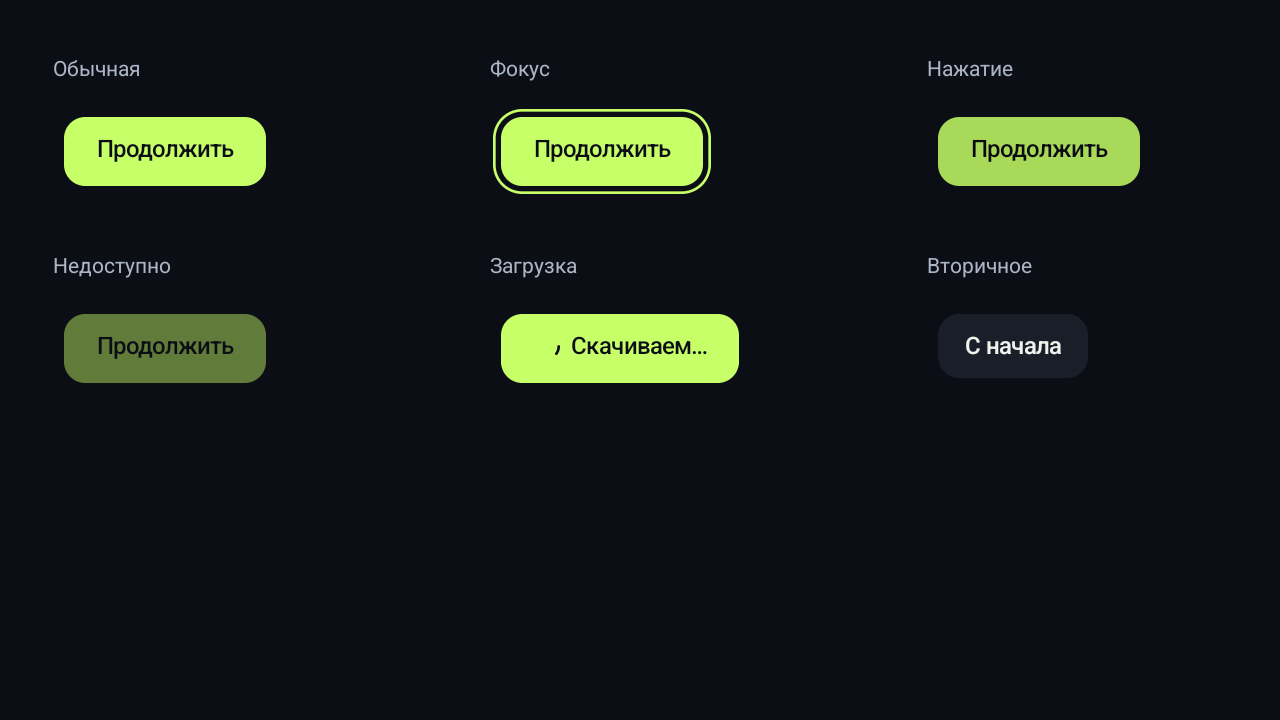 Обычная
Фокус
Нажатие
Продолжить
Продолжить
Продолжить
Недоступно
Загрузка
Вторичное
Продолжить
Скачиваем...
С начала